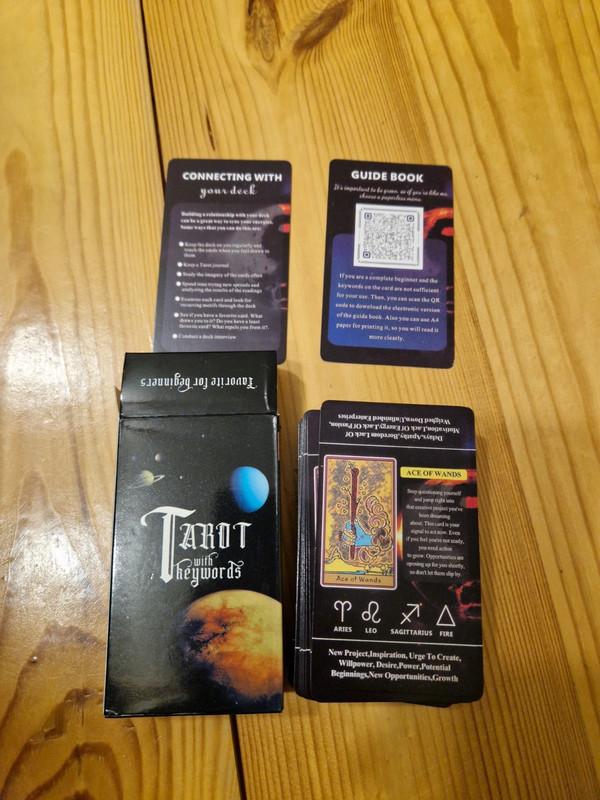 CONNECTING WITH
your deck
Building a relationship with your deck
can be a great way to sync your energies.
Some ways that you can do this are:
Keep the deck on you regularly and
touch the cards when you feel drawn to
them.
Keep a Tarot journal
Study the imagery of the cards often
Spend time trying new spreads and
analyzing the results of the readings
Examine each card and look for
recurring motifs through the deck
See if you have a favorite card. What
draws you to it? Do you have a least
favorite card? What repels you from it?.
Conduct a deck interview
GUIDE BOOK
It's important to be green, so if you're like me,
choose a paperless menu.
If you are a complete beginner and the
keywords on the card are not sufficient
for your use. Then, you can scan the QR
code to download the electronic version
of the guide book. Also you can use A4
paper for printing it, so you will read it
more clearly.
Favorite for beginners
TAROT
with
keywords
Delays,Apathy,Boredom Lack Of
Motivation,Lack Of Energy,Lack Of Passion,
Weighed Down,Unfinished Enterprises
ACE OF WANDS
Stop questioning yourself
and jump right into
that creative project you've
been dreaming
about. This card is your
signal to act now. Even
if you feel you're not ready,
you need action
to grow. Opportunities are
opening up for you shortly,
so don't let them slip by.
Ace of Wands
ARIES LEO SAGITTARIUS FIRE
New Project,Inspiration, Urge To Create,
Willpower, Desire,Power,Potential
Beginnings,New Opportunities,Growth